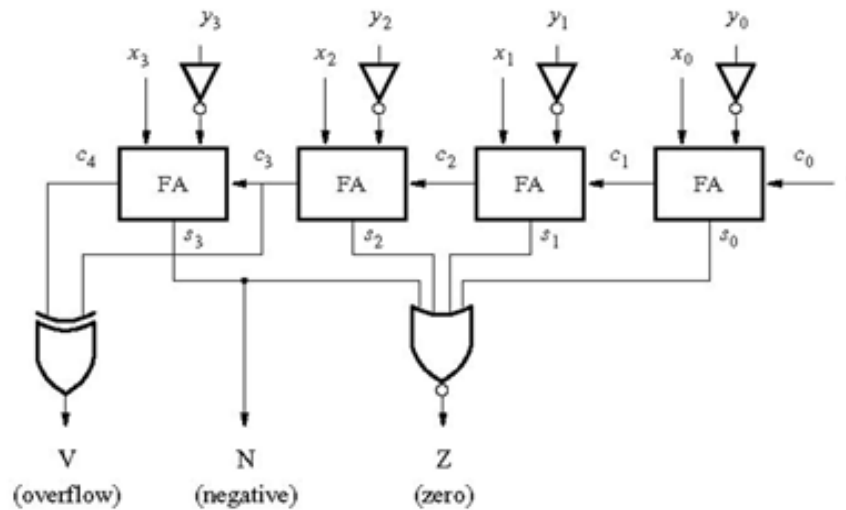 y₃ y₂ y₁ y₀
x₃ x₂ x₁ x₀
c₄ c₃ c₂ c₁ c₀
FA FA FA FA
s₃ s₂ s₁ s₀
V N Z
(overflow) (negative) (zero)